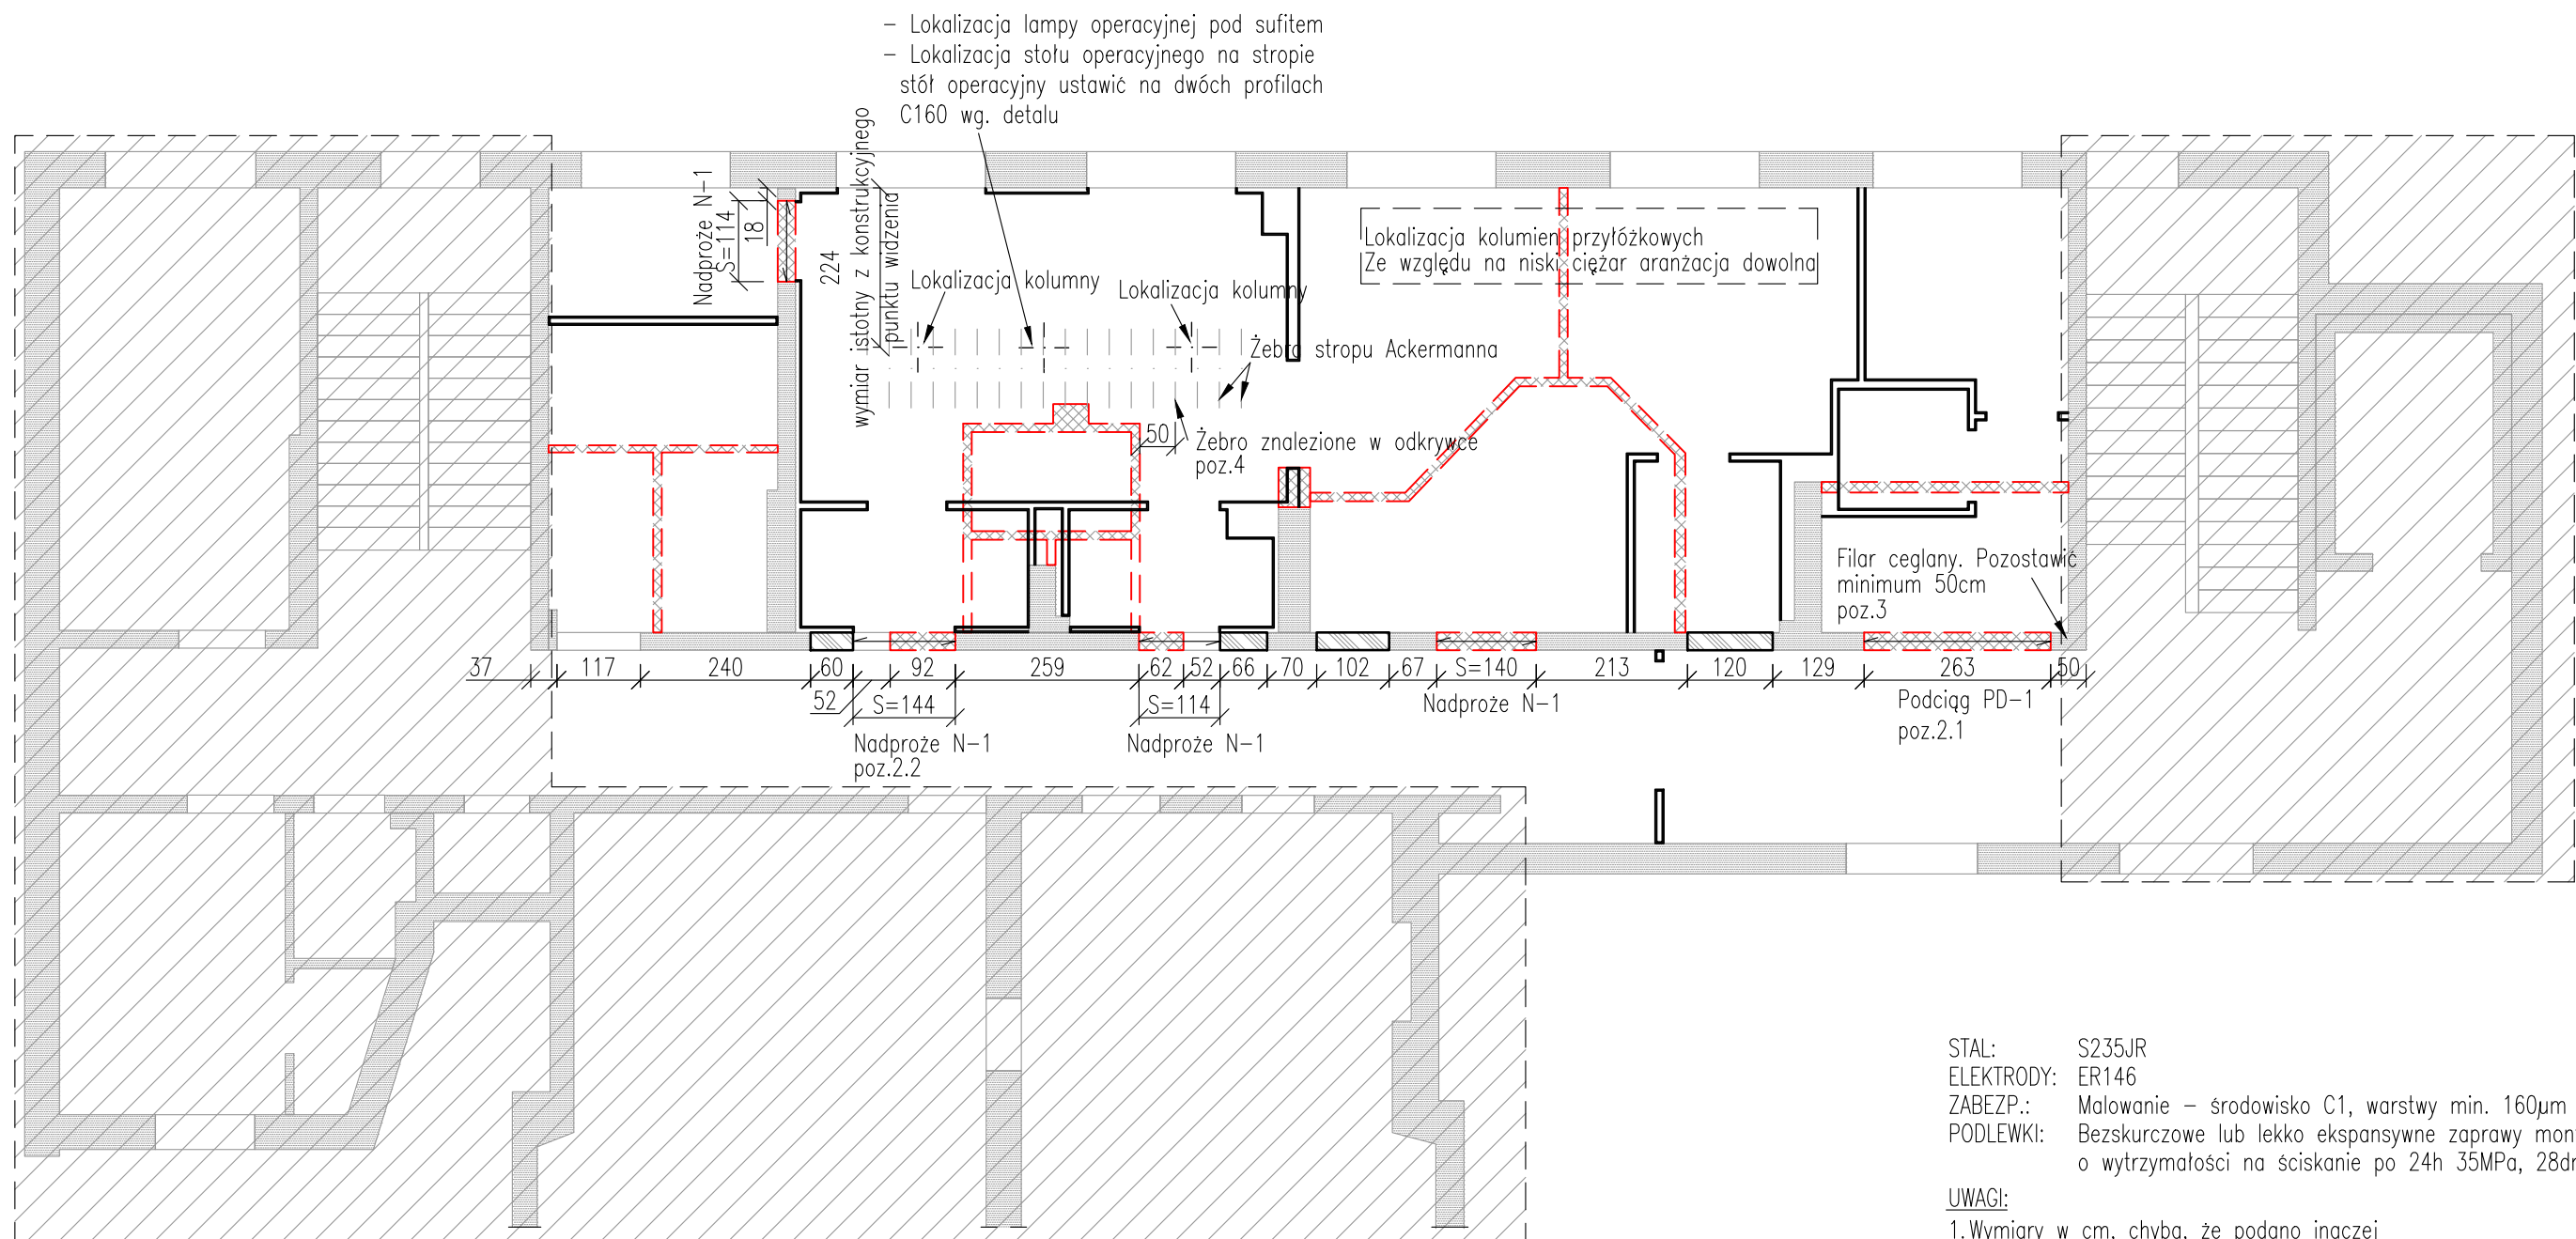 – Lokalizacja lampy operacyjnej pod sufitem
– Lokalizacja stołu operacyjnego na stropie
stół operacyjny ustawić na dwóch profilach
C160 wg. detalu
Nadproże N-1
S=114
18
224
wymiar istotny z konstrukcyjnego
punktu widzenia
Lokalizacja kolumny
Lokalizacja kolumny
Lokalizacja kolumien przyłóżkowych
Ze względu na niski ciężar aranżacja dowolna
Żebra stropu Ackermanna
50
Żebro znalezione w odkrywce
poz.4
Filar ceglany. Pozostawić
minimum 50cm
poz.3
37
117
240
60
92
259
62
52
66
70
102
67
S=140
213
120
129
263
50
52
S=144
S=114
Nadproże N-1
Podciąg PD-1
poz.2.1
Nadproże N-1
poz.2.2
Nadproże N-1
STAL: S235JR
ELEKTRODY: ER146
ZABEZP.: Malowanie – środowisko C1, warstwy min. 160µm
PODLEWKI: Bezskurczowe lub lekko ekspansywne zaprawy mon
o wytrzymałości na ściskanie po 24h 35MPa, 28d
UWAGI:
1.Wymiary w cm, chyba, że podano inaczej